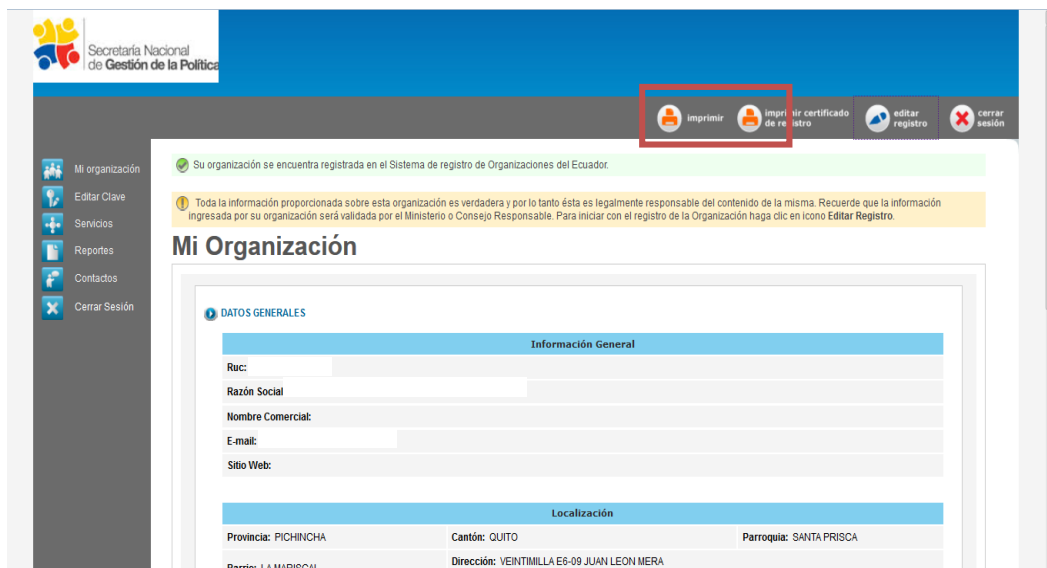 Secretaría Nacional
de Gestión de la Política
imprimir
imprimir certificado
de registro
editar
registro
cerrar
sesión
Mi organización
Editar Clave
Servicios
Reportes
Contactos
Cerrar Sesión
Su organización se encuentra registrada en el Sistema de registro de Organizaciones del Ecuador.
Toda la información proporcionada sobre esta organización es verdadera y por lo tanto ésta es legalmente responsable del contenido de la misma. Recuerde que la información
ingresada por su organización será validada por el Ministerio o Consejo Responsable. Para iniciar con el registro de la Organización haga clic en icono Editar Registro.
Mi Organización
DATOS GENERALES
Información General
Ruc:
Razón Social
Nombre Comercial:
E-mail:
Sitio Web:
Localización
Provincia: PICHINCHA Cantón: QUITO Parroquia: SANTA PRISCA
Barrio: LA MARISCAL Dirección: VEINTIMILLA E6-09 JUAN LEON MERA